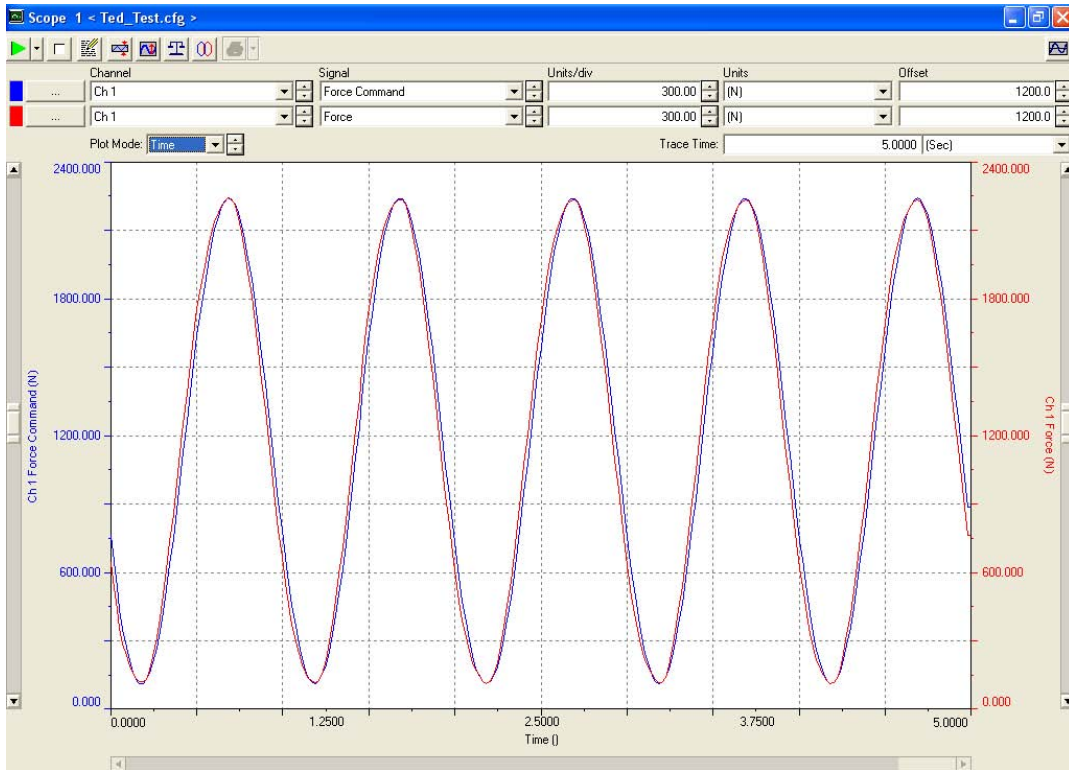 Scope 1 < Ted_Test.cfg >
Channel Signal Units/div Units Offset
... Ch 1 Force Command 300.00 (N) 1200.0
... Ch 1 Force 300.00 (N) 1200.0
Plot Mode: Time Trace Time: 5.0000 (Sec)
2400.000 2400.000
1800.000 1800.000
Ch 1 Force Command (N)
1200.000 1200.000
Ch 1 Force (N)
600.000 600.000
0.000 0.000
0.0000 1.2500 2.5000 3.7500 5.0000
Time ()